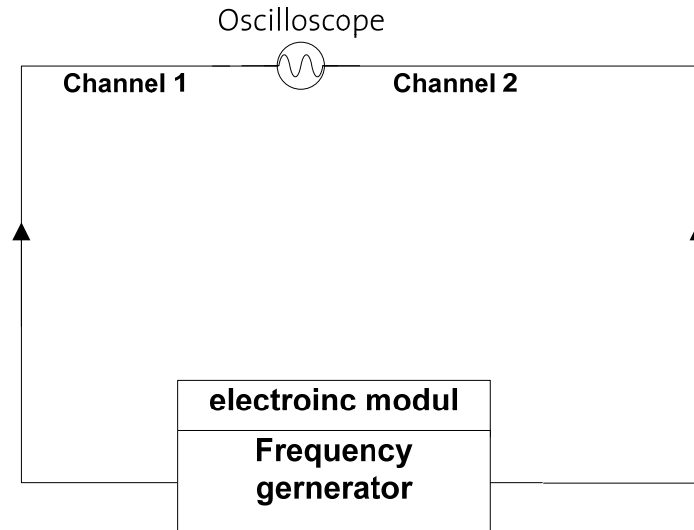 Oscilloscope
Channel 1
Channel 2
electroinc modul
Frequency
gernerator